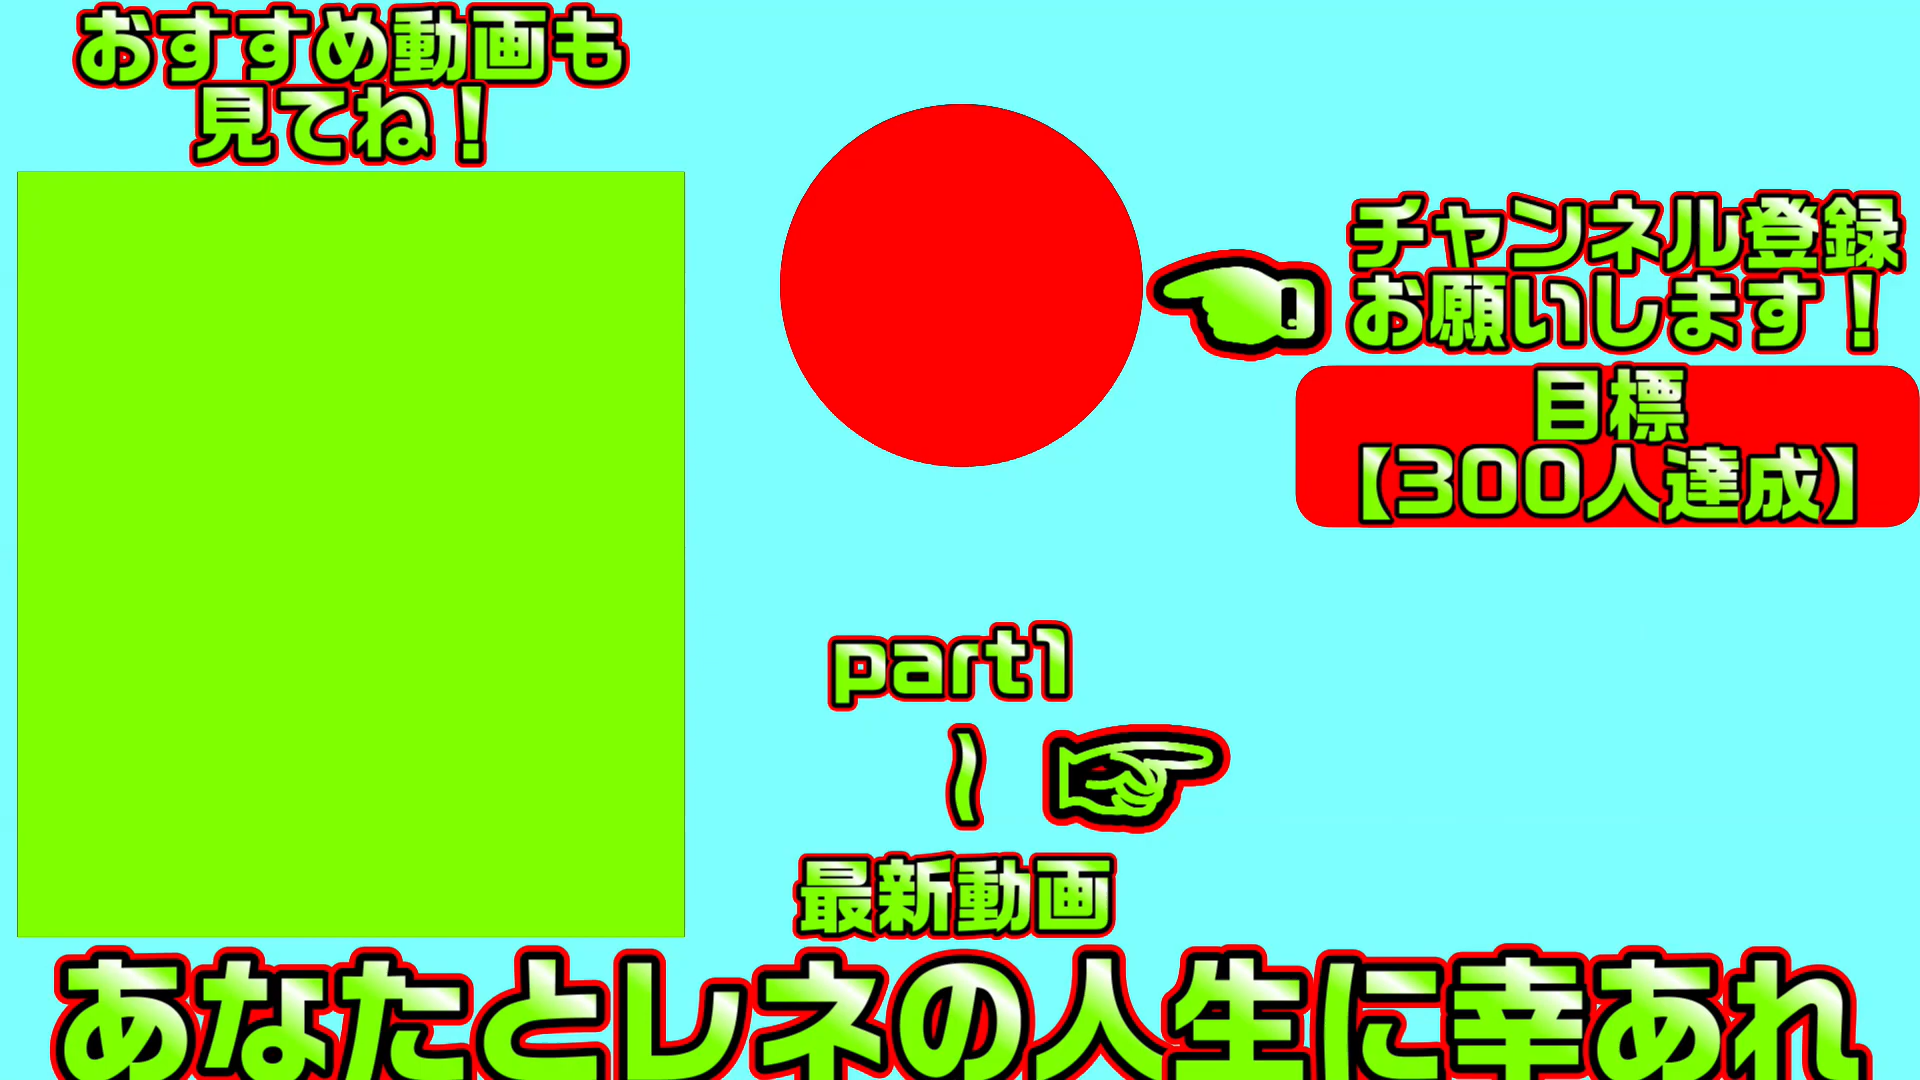 おすすめ動画も
見てね！
チャンネル登録
お願いします！
目標
【300人達成】
part1
～
最新動画
あなたとレネの人生に幸あれ